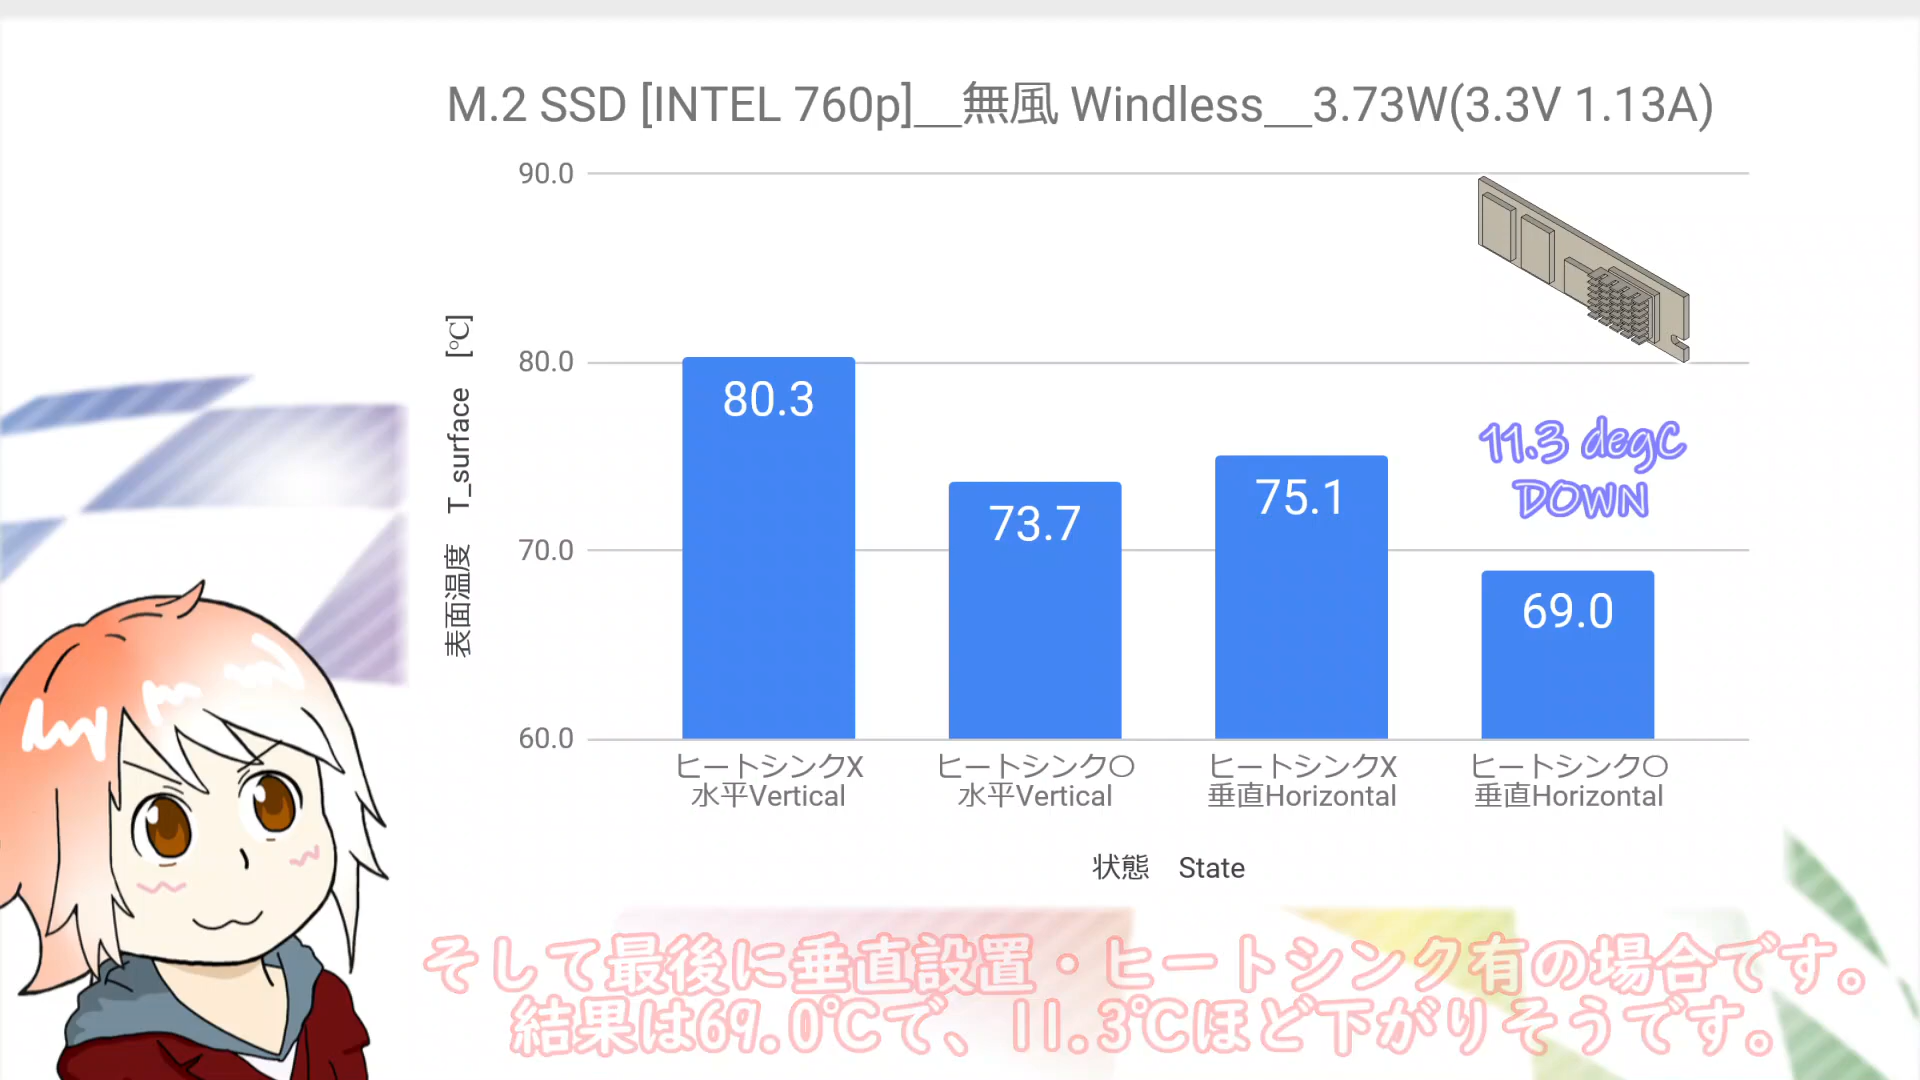 M.2 SSD [INTEL 760p]__無風 Windless__3.73W(3.3V 1.13A)
90.0
80.0
70.0
60.0
表面温度 T_surface [℃]
80.3
73.7
75.1
69.0
11.3 degC
DOWN
ヒートシンクX
水平Vertical
ヒートシンク〇
水平Vertical
ヒートシンクX
垂直Horizontal
ヒートシンク〇
垂直Horizontal
状態 State
そして最後に垂直設置・ヒートシンク有の場合です。
結果は69.0℃で、11.3℃ほど下がりそうです。